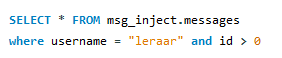 SELECT * FROM msg_inject.messages
where username = "leraar" and id > 0